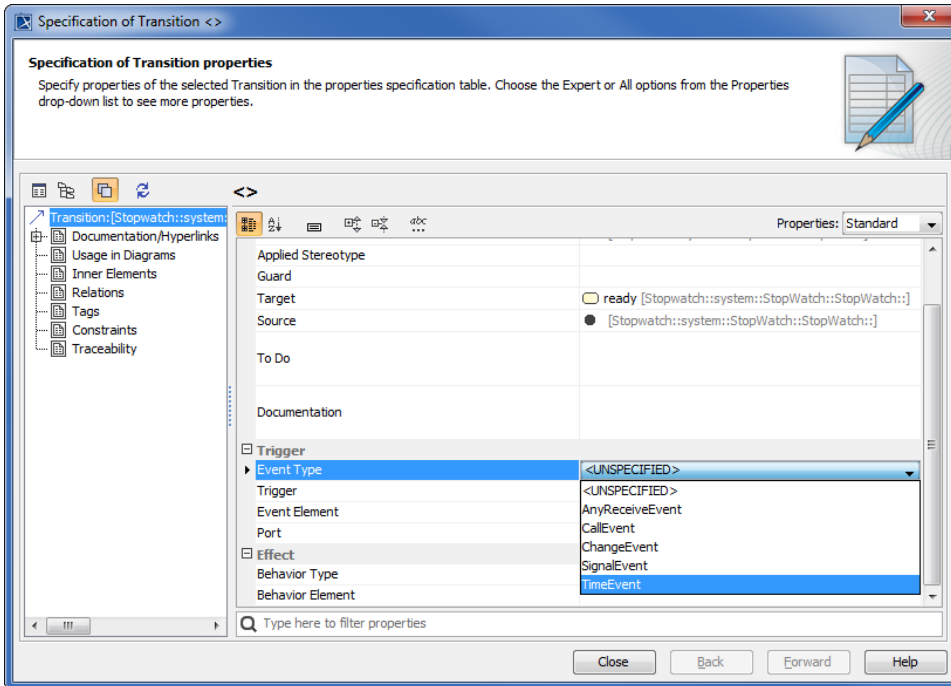 Specification of Transition <>
x
Specification of Transition properties
Specify properties of the selected Transition in the properties specification table. Choose the Expert or All options from the Properties
drop-down list to see more properties.
<>
Transition:[Stopwatch::system:
Documentation/Hyperlinks
Usage in Diagrams
Inner Elements
Relations
Tags
Constraints
Traceability
Properties: Standard
Applied Stereotype
Guard
Target
ready [Stopwatch::system::StopWatch::StopWatch::]
Source
[Stopwatch::system::StopWatch::StopWatch::]
To Do
Documentation
Trigger
Event Type
<UNSPECIFIED>
Trigger
<UNSPECIFIED>
AnyReceiveEvent
Event Element
CallEvent
Port
ChangeEvent
Effect
SignalEvent
Behavior Type
TimeEvent
Behavior Element
Type here to filter properties
Close
Back
Forward
Help